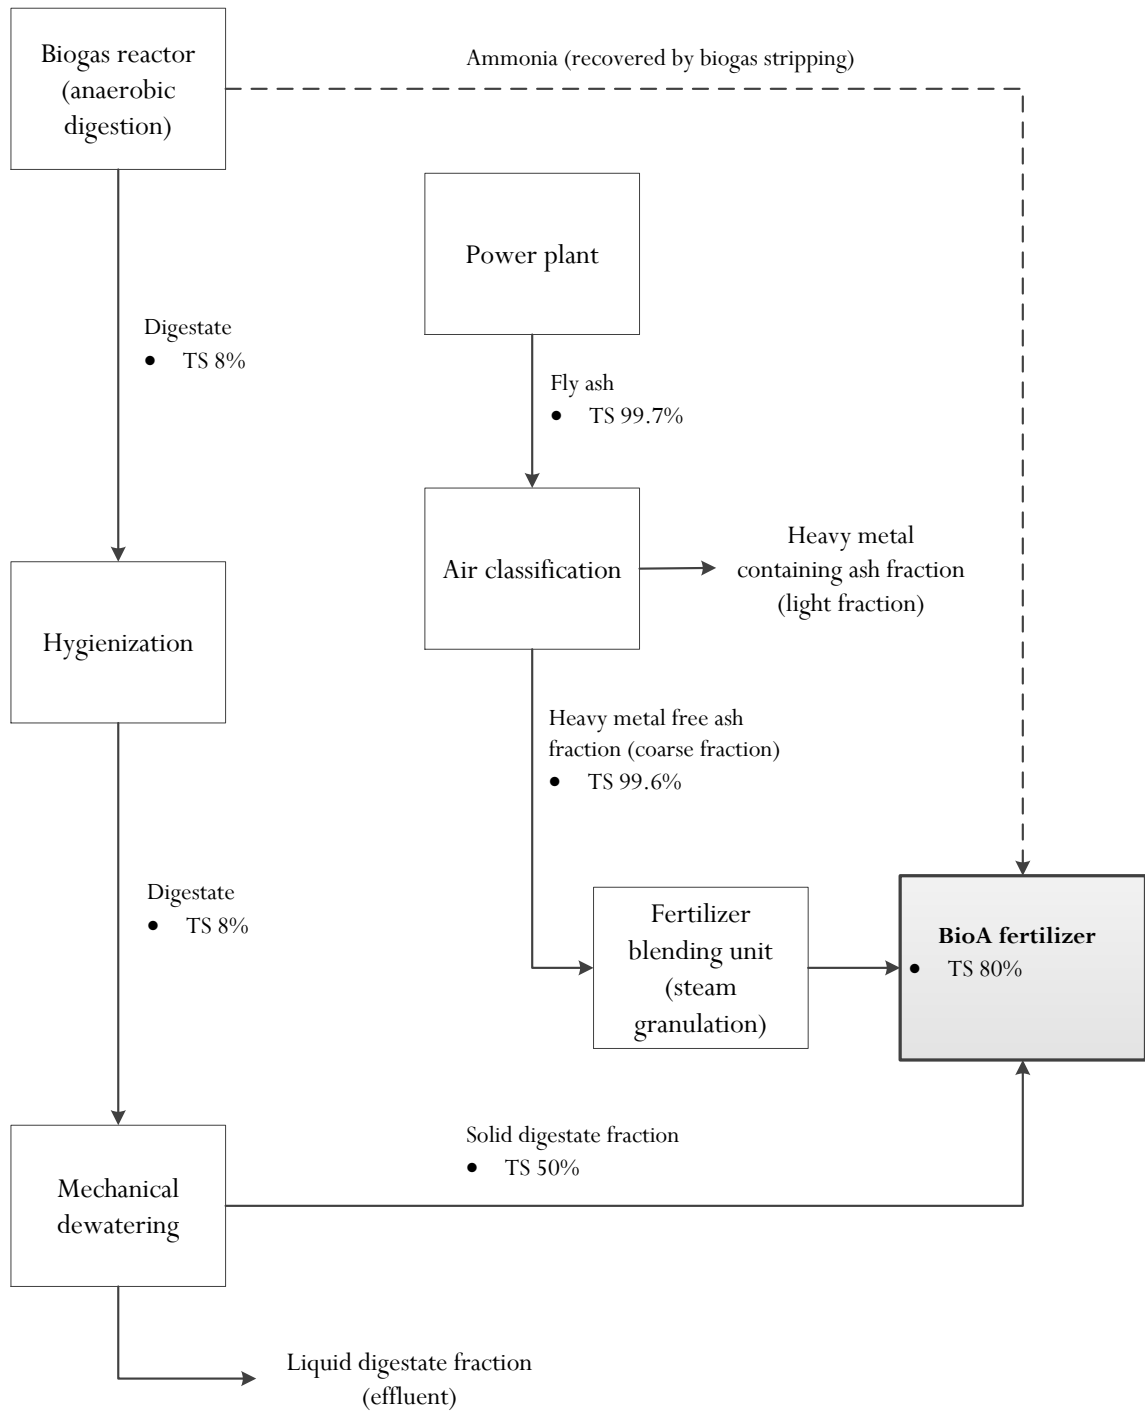 Biogas reactor
(anaerobic
digestion)
Ammonia (recovered by biogas stripping)
Power plant
Digestate
• TS 8%
Fly ash
• TS 99.7%
Air classification
Heavy metal
containing ash fraction
(light fraction)
Hygienization
Heavy metal free ash
fraction (coarse fraction)
• TS 99.6%
Digestate
• TS 8%
Fertilizer
blending unit
(steam
granulation)
BioA fertilizer
• TS 80%
Solid digestate fraction
• TS 50%
Mechanical
dewatering
Liquid digestate fraction
(effluent)